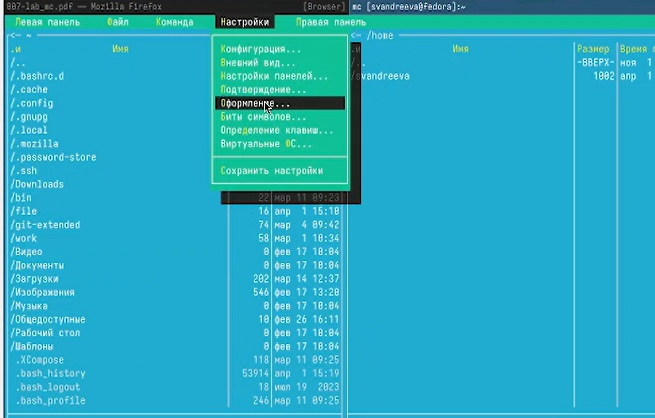 007-lab_mc.pdf — Mozilla Firefox [Browser] mc [svandreeva@fedora]:~
Левая панель Файл Команда Настройки Правая панель
<— ~ <— /home
.и Имя .и Имя Размер Время
/.. /.. -ВВЕРХ- ноя 1
/.bashrc.d /svandreeva 1002 апр 1
/.cache
/.config
/.gnupg
/.local
/.mozilla
/.password-store
/.ssh
/Downloads
Конфигурация...
Внешний вид...
Настройки панелей...
Подтверждение...
Оформление...
Биты символов...
Определение клавиш...
Виртуальные ФС...
Сохранить настройки
/bin 22 мар 11 09:23
/file 16 апр 1 15:10
/git-extended 74 мар 4 09:42
/work 58 мар 1 10:34
/Видео 0 фев 17 10:04
/Документы 0 фев 17 10:04
/Загрузки 202 мар 14 12:37
/Изображения 546 фев 17 13:20
/Музыка 0 фев 17 10:04
/Общедоступные 10 фев 26 16:11
/Рабочий стол 0 фев 17 10:04
/Шаблоны 0 фев 17 10:04
.XCompose 118 мар 11 09:25
.bash_history 53914 апр 1 15:19
.bash_logout 18 июл 19 2023
.bash_profile 246 мар 11 09:25